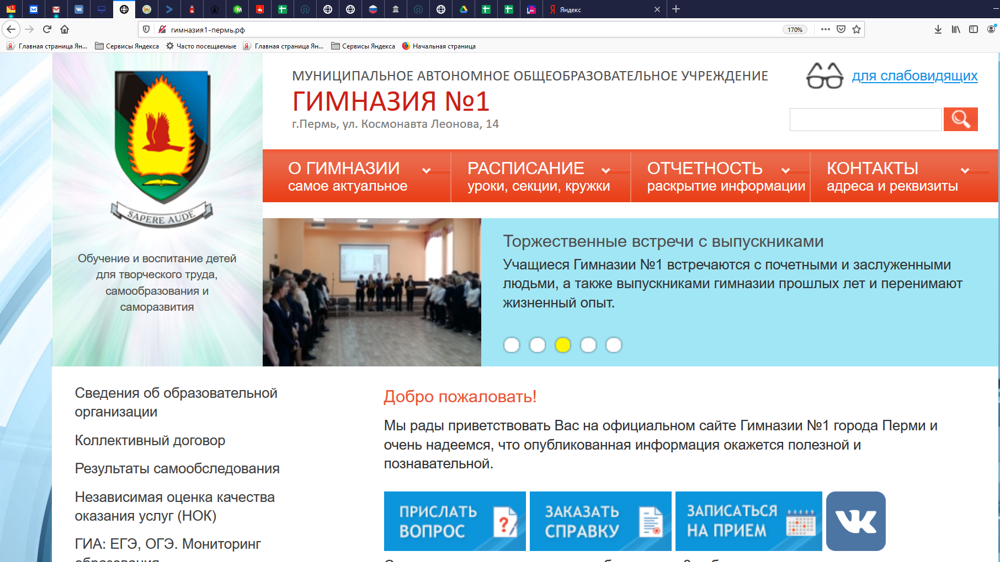 Яндекс
гимназия1-пермь.рф
170%
Главная страница Ян...
Сервисы Яндекса
Часто посещаемые
Главная страница Ян...
Сервисы Яндекса
Начальная страница
SAPERE AUDE
Обучение и воспитание детей
для творческого труда,
самообразования и
саморазвития
МУНИЦИПАЛЬНОЕ АВТОНОМНОЕ ОБЩЕОБРАЗОВАТЕЛЬНОЕ УЧРЕЖДЕНИЕ
ГИМНАЗИЯ №1
г.Пермь, ул. Космонавта Леонова, 14
для слабовидящих
О ГИМНАЗИИ
самое актуальное
РАСПИСАНИЕ
уроки, секции, кружки
ОТЧЕТНОСТЬ
раскрытие информации
КОНТАКТЫ
адреса и реквизиты
Торжественные встречи с выпускниками
Учащиеся Гимназии №1 встречаются с почетными и заслуженными
людьми, а также выпускниками гимназии прошлых лет и перенимают
жизненный опыт.
Сведения об образовательной
организации
Коллективный договор
Результаты самообследования
Независимая оценка качества
оказания услуг (НОК)
ГИА: ЕГЭ, ОГЭ. Мониторинг
образования
Добро пожаловать!
Мы рады приветствовать Вас на официальном сайте Гимназии №1 города Перми и
очень надеемся, что опубликованная информация окажется полезной и
познавательной.
ПРИСЛАТЬ
ВОПРОС
ЗАКАЗАТЬ
СПРАВКУ
ЗАПИСАТЬСЯ
НА ПРИЕМ